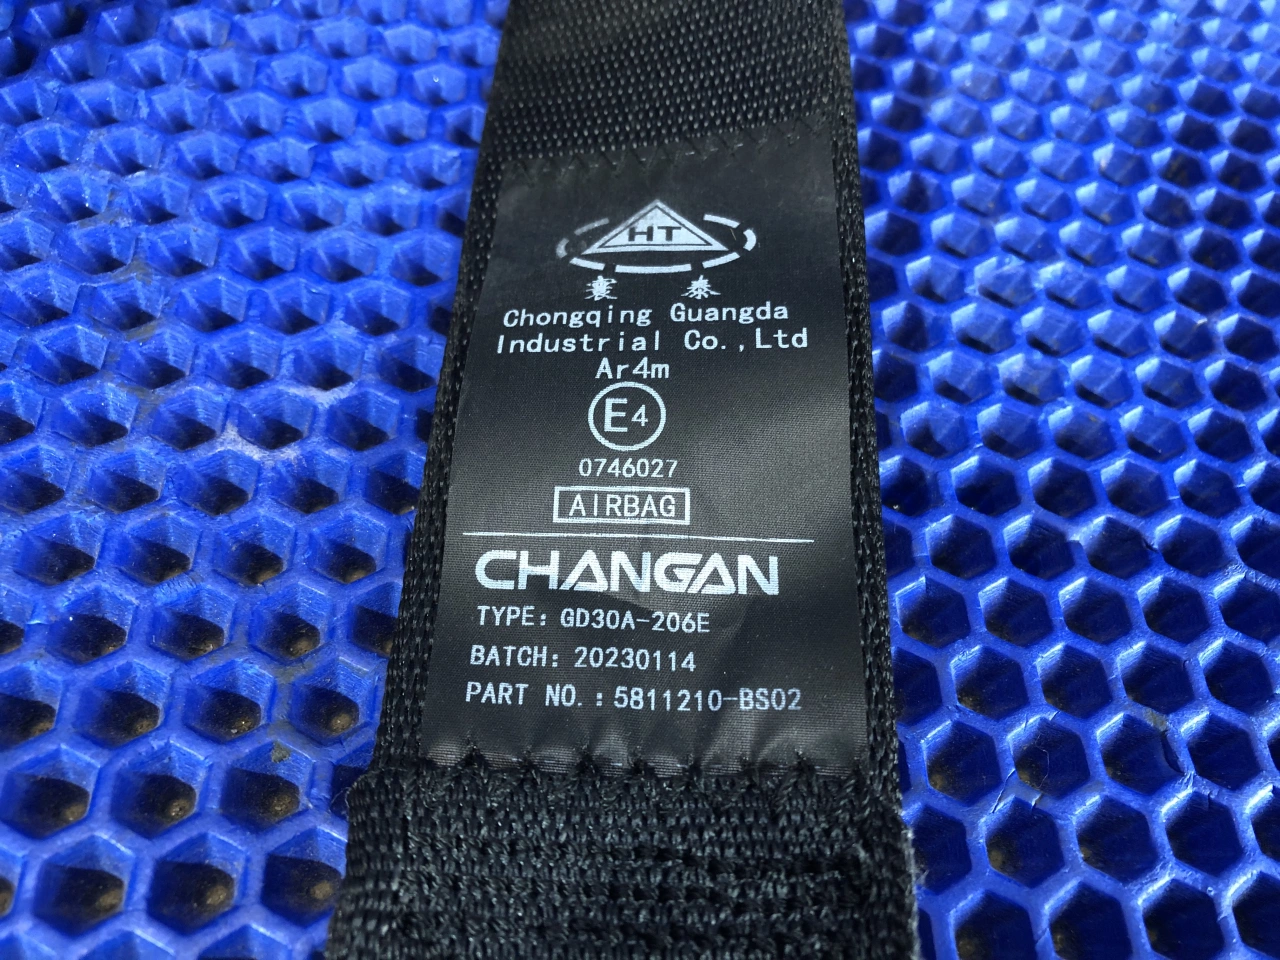 HT
寰 泰
Chongqing Guangda
Industrial Co.,Ltd
Ar4m
E4
0746027
AIRBAG
CHANGAN
TYPE: GD30A-206E
BATCH: 20230114
PART NO.: 5811210-BS02